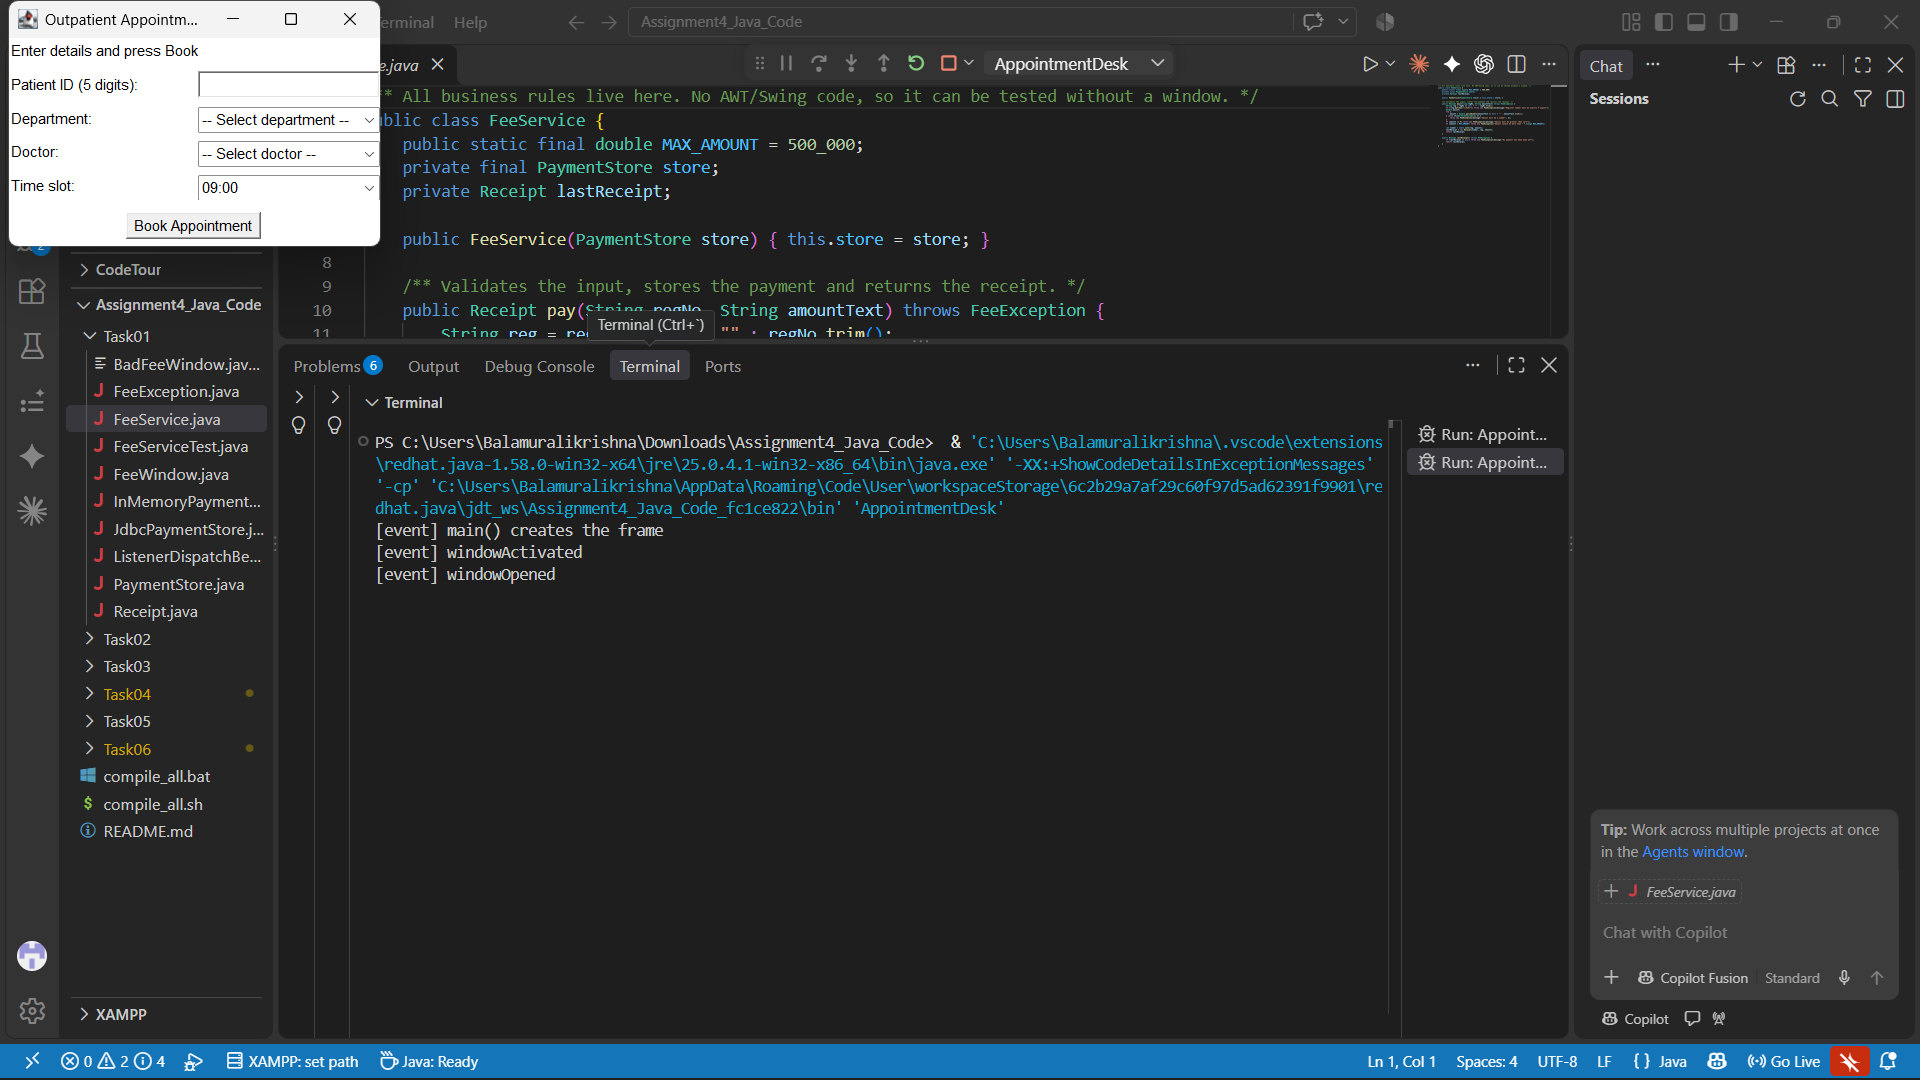 Outpatient Appointm...
Enter details and press Book
Patient ID (5 digits):
Department:
-- Select department --
Doctor:
-- Select doctor --
Time slot:
09:00
Book Appointment
Terminal
Help
Assignment4_Java_Code
e.java
AppointmentDesk
* All business rules live here. No AWT/Swing code, so it can be tested without a window. */
blic class FeeService {
public static final double MAX_AMOUNT = 500_000;
private final PaymentStore store;
private Receipt lastReceipt;
public FeeService(PaymentStore store) { this.store = store; }
8
9
/** Validates the input, stores the payment and returns the receipt. */
10
public Receipt pay(String regNo, String amountText) throws FeeException {
11
String reg = re
"" : regNo.trim();
Terminal (Ctrl+`)
2
CodeTour
Assignment4_Java_Code
Task01
BadFeeWindow.jav...
FeeException.java
FeeService.java
FeeServiceTest.java
FeeWindow.java
InMemoryPayment...
JdbcPaymentStore.j...
ListenerDispatchBe...
PaymentStore.java
Receipt.java
Task02
Task03
Task04
Task05
Task06
compile_all.bat
compile_all.sh
README.md
XAMPP
Problems 6
Output
Debug Console
Terminal
Ports
Terminal
PS C:\Users\Balamuralikrishna\Downloads\Assignment4_Java_Code>  & 'C:\Users\Balamuralikrishna\.vscode\extensions
\redhat.java-1.58.0-win32-x64\jre\25.0.4.1-win32-x86_64\bin\java.exe' '-XX:+ShowCodeDetailsInExceptionMessages'
'-cp' 'C:\Users\Balamuralikrishna\AppData\Roaming\Code\User\workspaceStorage\6c2b29a7af29c60f97d5ad62391f9901\re
dhat.java\jdt_ws\Assignment4_Java_Code_fc1ce822\bin' 'AppointmentDesk'
[event] main() creates the frame
[event] windowActivated
[event] windowOpened
Run: Appoint...
Run: Appoint...
Chat
Sessions
Tip: Work across multiple projects at once
in the Agents window.
FeeService.java
Chat with Copilot
Copilot Fusion
Standard
Copilot
0
2
4
XAMPP: set path
Java: Ready
Ln 1, Col 1
Spaces: 4
UTF-8
LF
{ } Java
Go Live